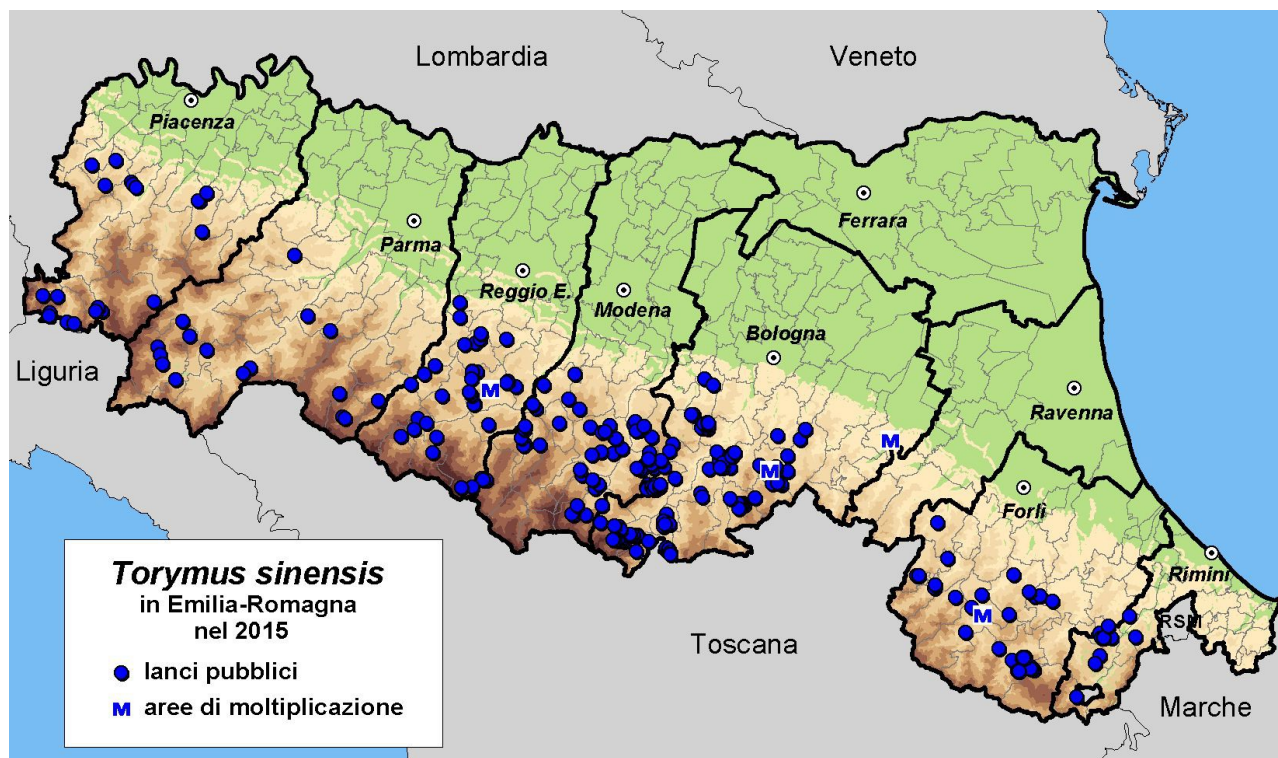 Lombardia
Veneto
Piacenza
Ferrara
Parma
Reggio E.
Modena
Bologna
Liguria
Ravenna
M
M
M
Forlì
Rimini
M
RSM
Toscana
Marche
Torymus sinensis
in Emilia-Romagna
nel 2015
lanci pubblici
M aree di moltiplicazione